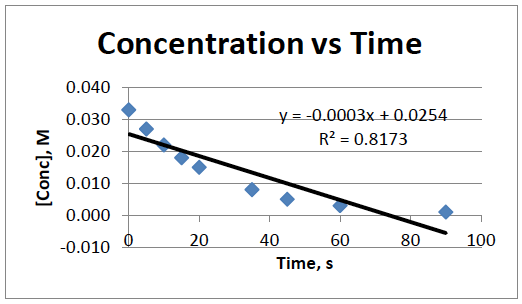 Concentration vs Time
0.040
0.030
0.020
0.010
0.000
-0.010
[Conc], M
y = -0.0003x + 0.0254
R² = 0.8173
0 20 40 60 80 100
Time, s